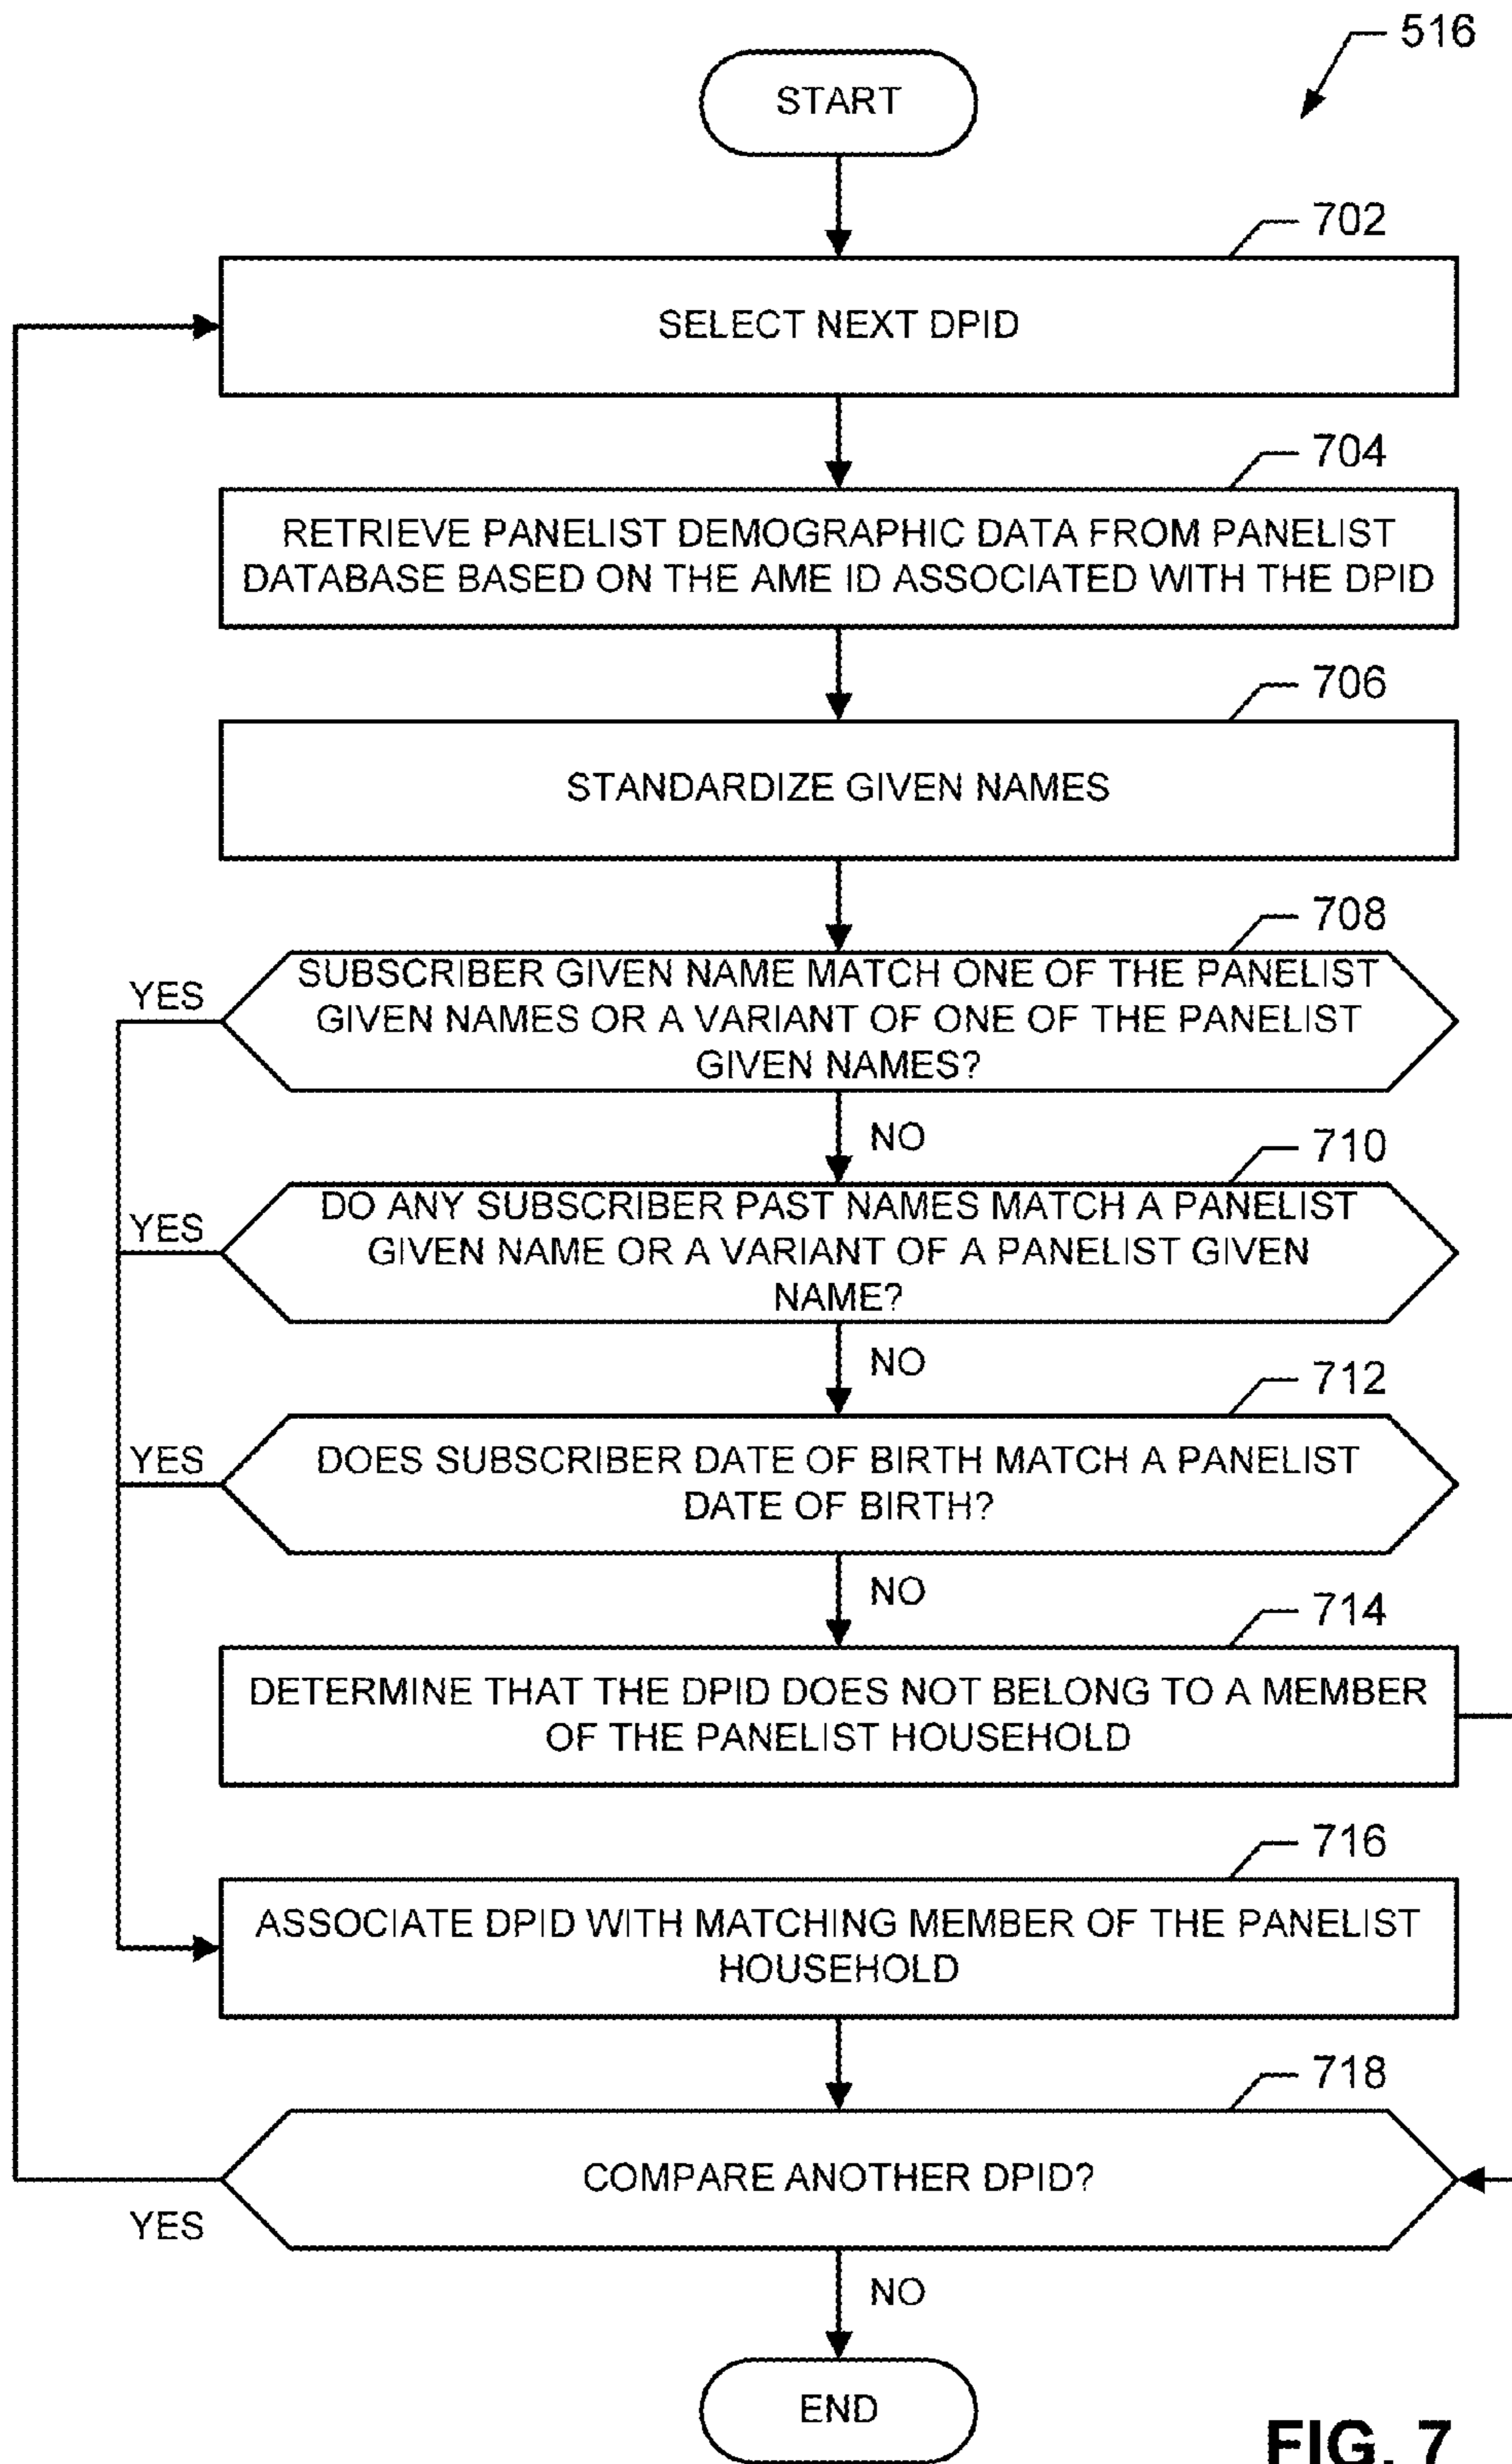 516
START
702
SELECT NEXT DPID
704
RETRIEVE PANELIST DEMOGRAPHIC DATA FROM PANELIST
DATABASE BASED ON THE AME ID ASSOCIATED WITH THE DPID
706
STANDARDIZE GIVEN NAMES
708
YES
SUBSCRIBER GIVEN NAME MATCH ONE OF THE PANELIST
GIVEN NAMES OR A VARIANT OF ONE OF THE PANELIST
GIVEN NAMES?
NO
710
YES
DO ANY SUBSCRIBER PAST NAMES MATCH A PANELIST
GIVEN NAME OR A VARIANT OF A PANELIST GIVEN
NAME?
NO
712
YES
DOES SUBSCRIBER DATE OF BIRTH MATCH A PANELIST
DATE OF BIRTH?
NO
714
DETERMINE THAT THE DPID DOES NOT BELONG TO A MEMBER
OF THE PANELIST HOUSEHOLD
716
ASSOCIATE DPID WITH MATCHING MEMBER OF THE PANELIST
HOUSEHOLD
718
COMPARE ANOTHER DPID?
YES
NO
END
FIG. 7